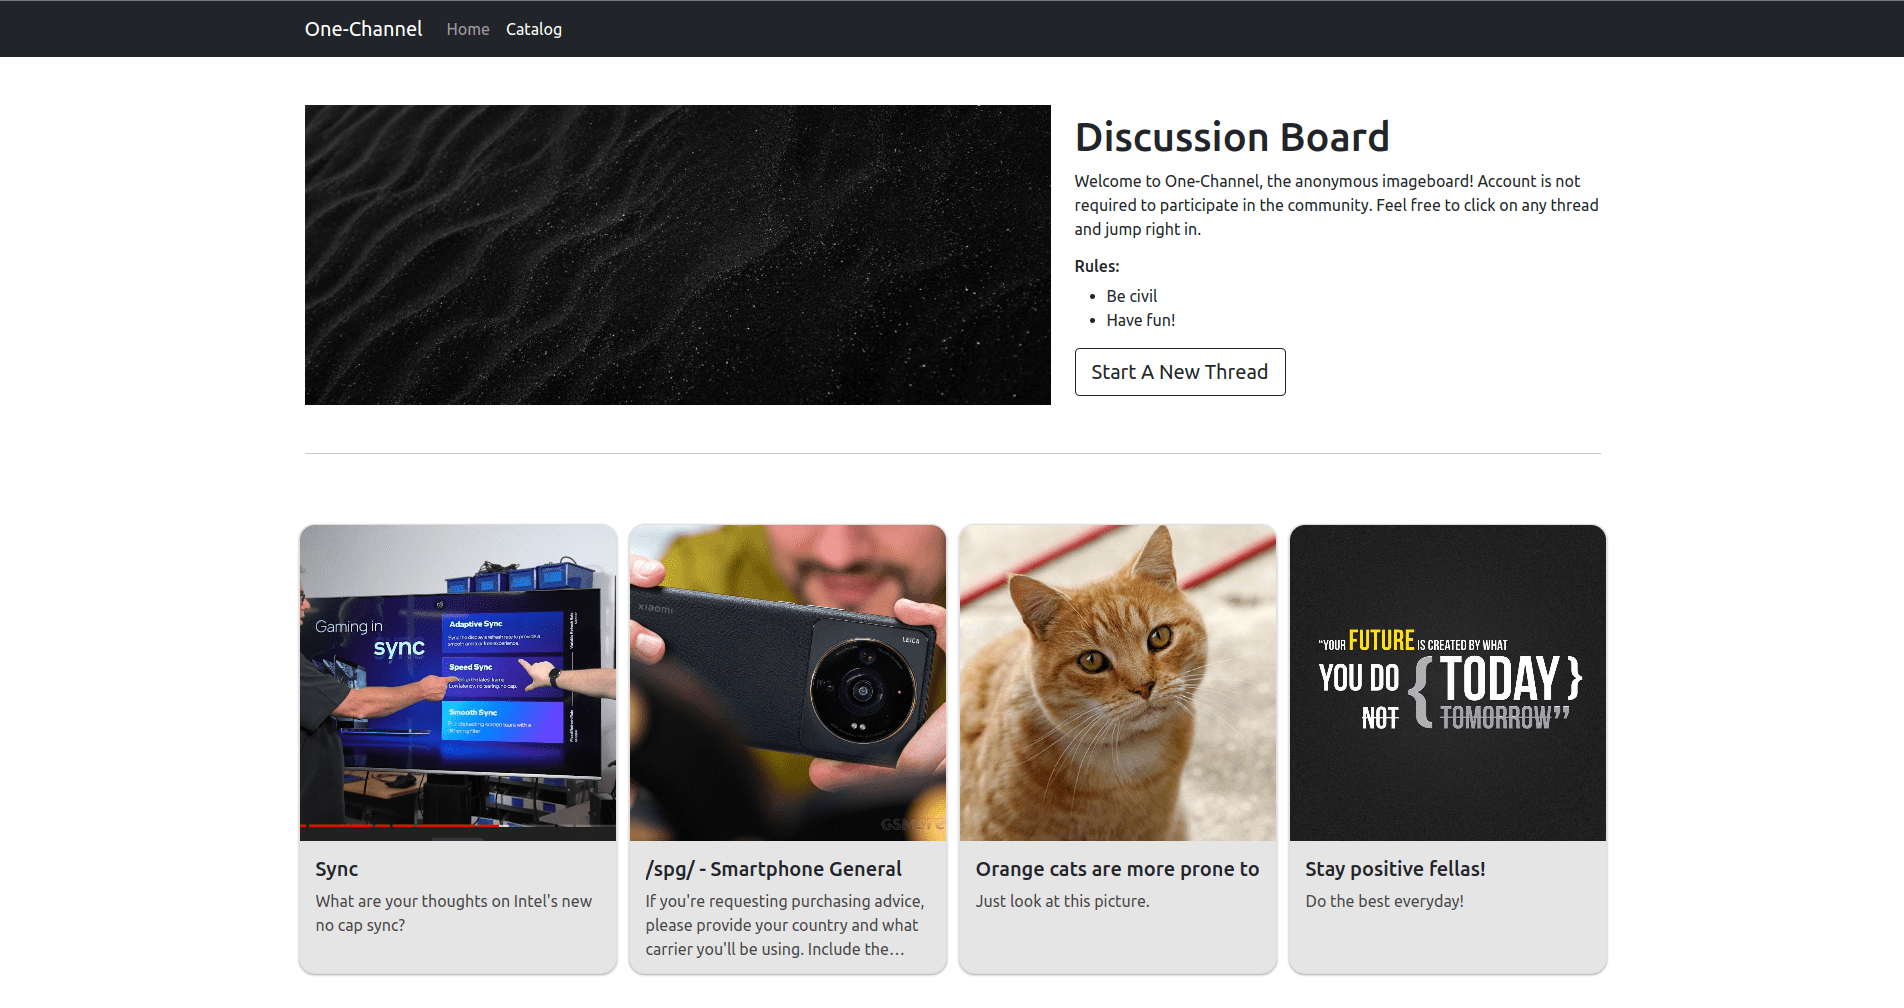 One-Channel Home Catalog
Discussion Board
Welcome to One-Channel, the anonymous imageboard! Account is not
required to participate in the community. Feel free to click on any thread
and jump right in.
Rules:
Be civil
Have fun!
Start A New Thread
Gaming in
sync
Adaptive Sync
Speed Sync
Low latency, no tearing, no cap.
Smooth Sync
xiaomi
LEICA
"YOUR FUTURE IS CREATED BY WHAT
YOU DO { TODAY }
NOT TOMORROW"
Sync
What are your thoughts on Intel's new
no cap sync?
/spg/ - Smartphone General
If you're requesting purchasing advice,
please provide your country and what
carrier you'll be using. Include the…
Orange cats are more prone to
Just look at this picture.
Stay positive fellas!
Do the best everyday!